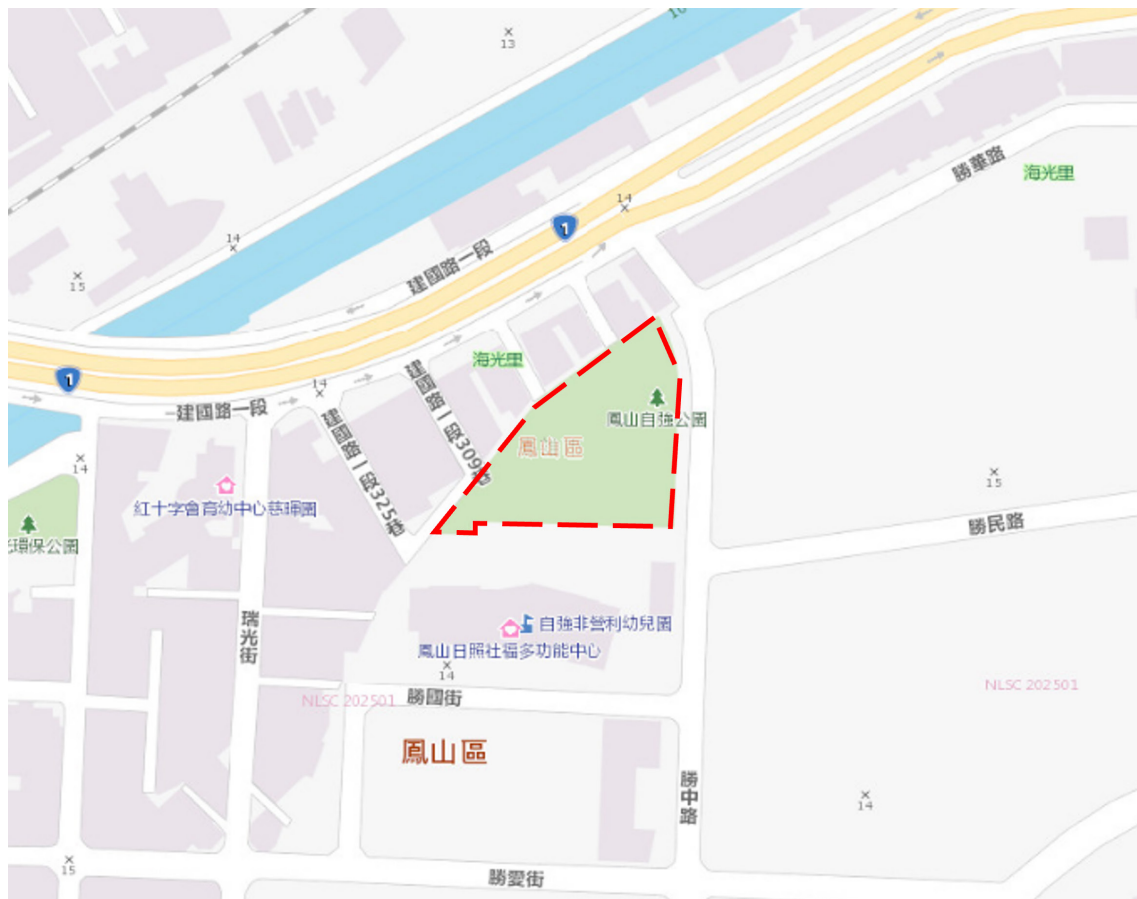 13
勝華路
海光里
14
1
14
15
建國路一段
海光里
1
14
建國路一段
建國路一段309巷
建國路一段325巷
鳳山自強公園
鳳山區
14
15
紅十字會育幼中心慈暉園
勝民路
光環保公園
瑞光街
自強非營利幼兒園
鳳山日照社福多功能中心
14
NLSC 202501
NLSC 202501
勝國街
鳳山區
勝中路
14
15
勝愛街